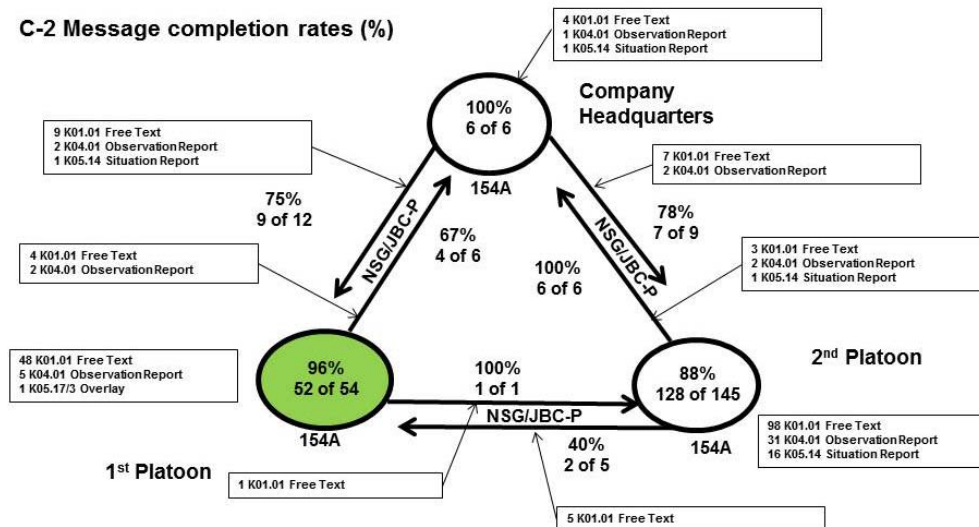 C-2 Message completion rates (%)
4 K01.01 Free Text
1 K04.01 Observation Report
1 K05.14 Situation Report
Company
Headquarters
100%
6 of 6
154A
9 K01.01 Free Text
2 K04.01 Observation Report
1 K05.14 Situation Report
7 K01.01 Free Text
2 K04.01 Observation Report
75%
9 of 12
NSG/JBC-P
67%
4 of 6
78%
7 of 9
NSG/JBC-P
100%
6 of 6
4 K01.01 Free Text
2 K04.01 Observation Report
3 K01.01 Free Text
2 K04.01 Observation Report
1 K05.14 Situation Report
48 K01.01 Free Text
5 K04.01 Observation Report
1 K05.17/3 Overlay
96%
52 of 54
154A
1st Platoon
100%
1 of 1
NSG/JBC-P
40%
2 of 5
88%
128 of 145
154A
2nd Platoon
98 K01.01 Free Text
31 K04.01 Observation Report
16 K05.14 Situation Report
1 K01.01 Free Text
5 K01.01 Free Text